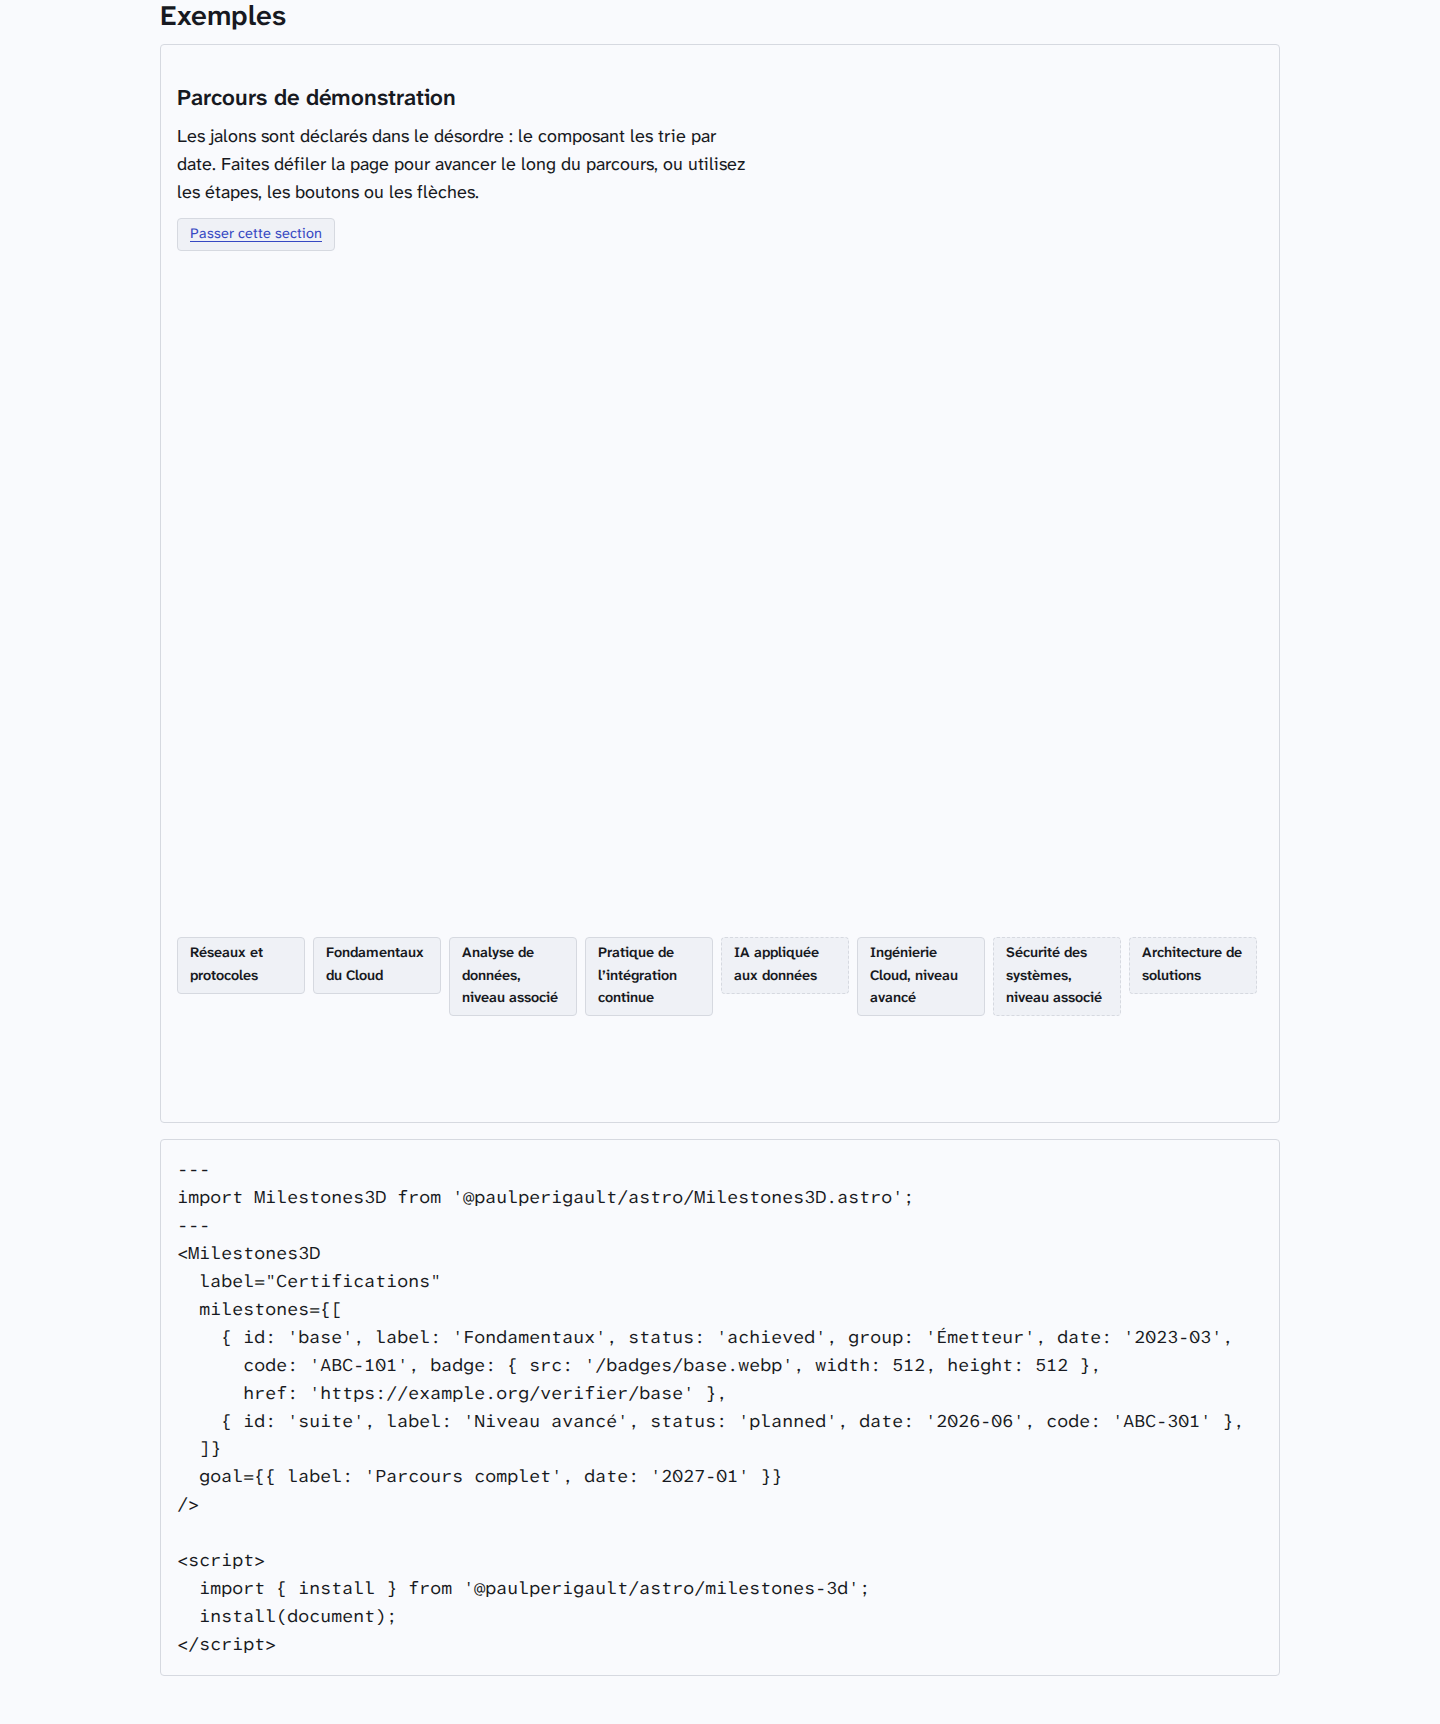 Exemples
Parcours de démonstration
Les jalons sont déclarés dans le désordre : le composant les trie par
date. Faites défiler la page pour avancer le long du parcours, ou utilisez
les étapes, les boutons ou les flèches.
Passer cette section
Réseaux et
protocoles
Fondamentaux
du Cloud
Analyse de
données,
niveau associé
Pratique de
l’intégration
continue
IA appliquée
aux données
Ingénierie
Cloud, niveau
avancé
Sécurité des
systèmes,
niveau associé
Architecture de
solutions
---
import Milestones3D from '@paulperigault/astro/Milestones3D.astro';
---
<Milestones3D
  label="Certifications"
  milestones={[
    { id: 'base', label: 'Fondamentaux', status: 'achieved', group: 'Émetteur', date: '2023-03',
      code: 'ABC-101', badge: { src: '/badges/base.webp', width: 512, height: 512 },
      href: 'https://example.org/verifier/base' },
    { id: 'suite', label: 'Niveau avancé', status: 'planned', date: '2026-06', code: 'ABC-301' },
  ]}
  goal={{ label: 'Parcours complet', date: '2027-01' }}
/>
<script>
  import { install } from '@paulperigault/astro/milestones-3d';
  install(document);
</script>